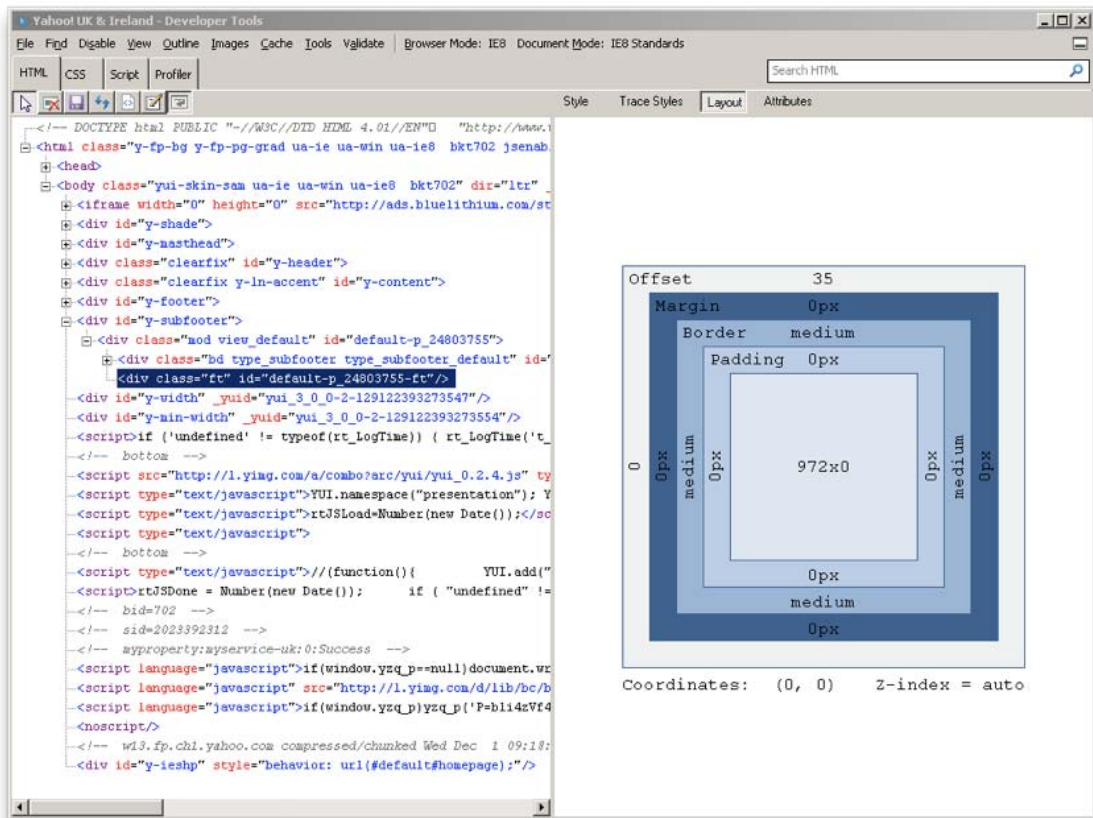 Yahoo! UK & Ireland - Developer Tools
File Find Disable View Outline Images Cache Tools Validate Browser Mode: IE8 Document Mode: IE8 Standards
HTML CSS Script Profiler
Search HTML
Style Trace Styles Layout Attributes
<!-- DOCTYPE html PUBLIC "-//W3C//DTD HTML 4.01//EN"□ "http://www.
<html class="y-fp-bg y-fp-pg-grad ua-ie ua-win ua-ie8 bkt702 jsenab
<head>
<body class="yui-skin-sam ua-ie ua-win ua-ie8 bkt702" dir="ltr" _
<iframe width="0" height="0" src="http://ads.bluelithium.com/st
<div id="y-shade">
<div id="y-masthead">
<div class="clearfix" id="y-header">
<div class="clearfix y-ln-accent" id="y-content">
<div id="y-footer">
<div id="y-subfooter">
<div class="mod view_default" id="default-p_24803755">
<div class="bd type_subfooter type_subfooter_default" id="
<div class="ft" id="default-p_24803755-ft"/>
<div id="y-width" _yuid="yui_3_0_0-2-129122393273547"/>
<div id="y-min-width" _yuid="yui_3_0_0-2-1291223932735​54"/>
<script>if ('undefined' != typeof(rt_LogTime)) { rt_LogTime('t_
<!-- bottom -->
<script src="http://l.yimg.com/a/combo?arc/yui/yui_0.2.4.js" ty
<script type="text/javascript">YUI.namespace("presentation"); Y
<script type="text/javascript">rtJSLoad=Number(new Date());</sc
<script type="text/javascript">
<!-- bottom -->
<script type="text/javascript">//(function(){ YUI.add("
<script>rtJSDone = Number(new Date()); if ( "undefined" !=
<!-- bid=702 -->
<!-- sid=2023392312 -->
<!-- myproperty:myservice-uk:0:Success -->
<script language="javascript">if(window.yzq_p==null)document.wr
<script language="javascript" src="http://l.yimg.com/d/lib/bc/b
<script language="javascript">if(window.yzq_p)yzq_p('P=bli4zVf4
<noscript/>
<!-- w13.fp.ch1.yahoo.com compressed/chunked Wed Dec 1 09:18:
<div id="y-ieshp" style="behavior: url(#default#homepage);"/>
Offset 35
Margin 0px
Border medium
Padding 0px
0 0px medium 0px 972x0 0px medium 0px
0px
medium
0px
Coordinates: (0, 0) Z-index = auto